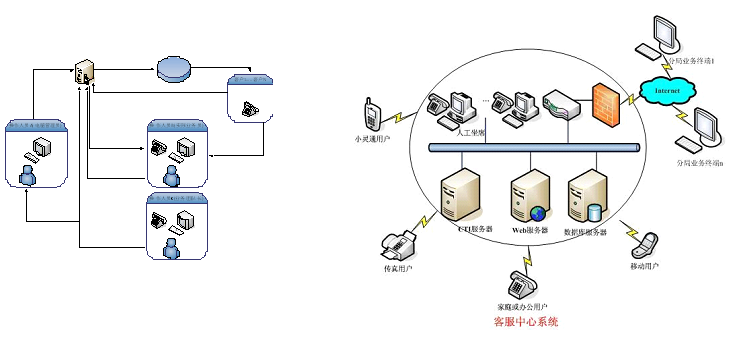 分局业务终端1
Internet
小灵通用户
...
人工坐席
分局业务终端n
CTI服务器
Web服务器
数据库服务器
传真用户
移动用户
家庭或办公用户
客服中心系统